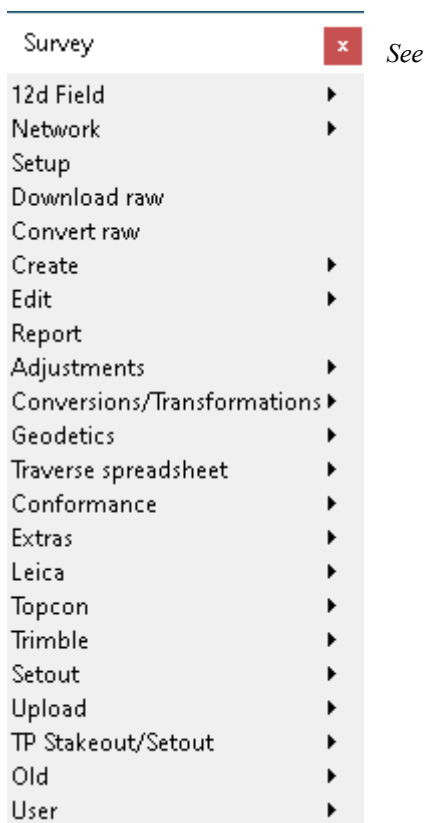 Survey x
See
12d Field
Network
Setup
Download raw
Convert raw
Create
Edit
Report
Adjustments
Conversions/Transformations
Geodetics
Traverse spreadsheet
Conformance
Extras
Leica
Topcon
Trimble
Setout
Upload
TP Stakeout/Setout
Old
User